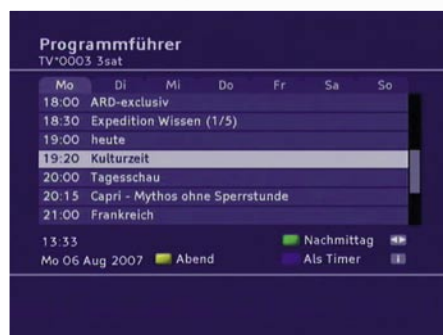 Programmführer
TV*0003 3sat
Mo Di Mi Do Fr Sa So
18:00 ARD-exclusiv
18:30 Expedition Wissen (1/5)
19:00 heute
19:20 Kulturzeit
20:00 Tagesschau
20:15 Capri - Mythos ohne Sperrstunde
21:00 Frankreich
13:33 Nachmittag
Mo 06 Aug 2007 Abend Als Timer i